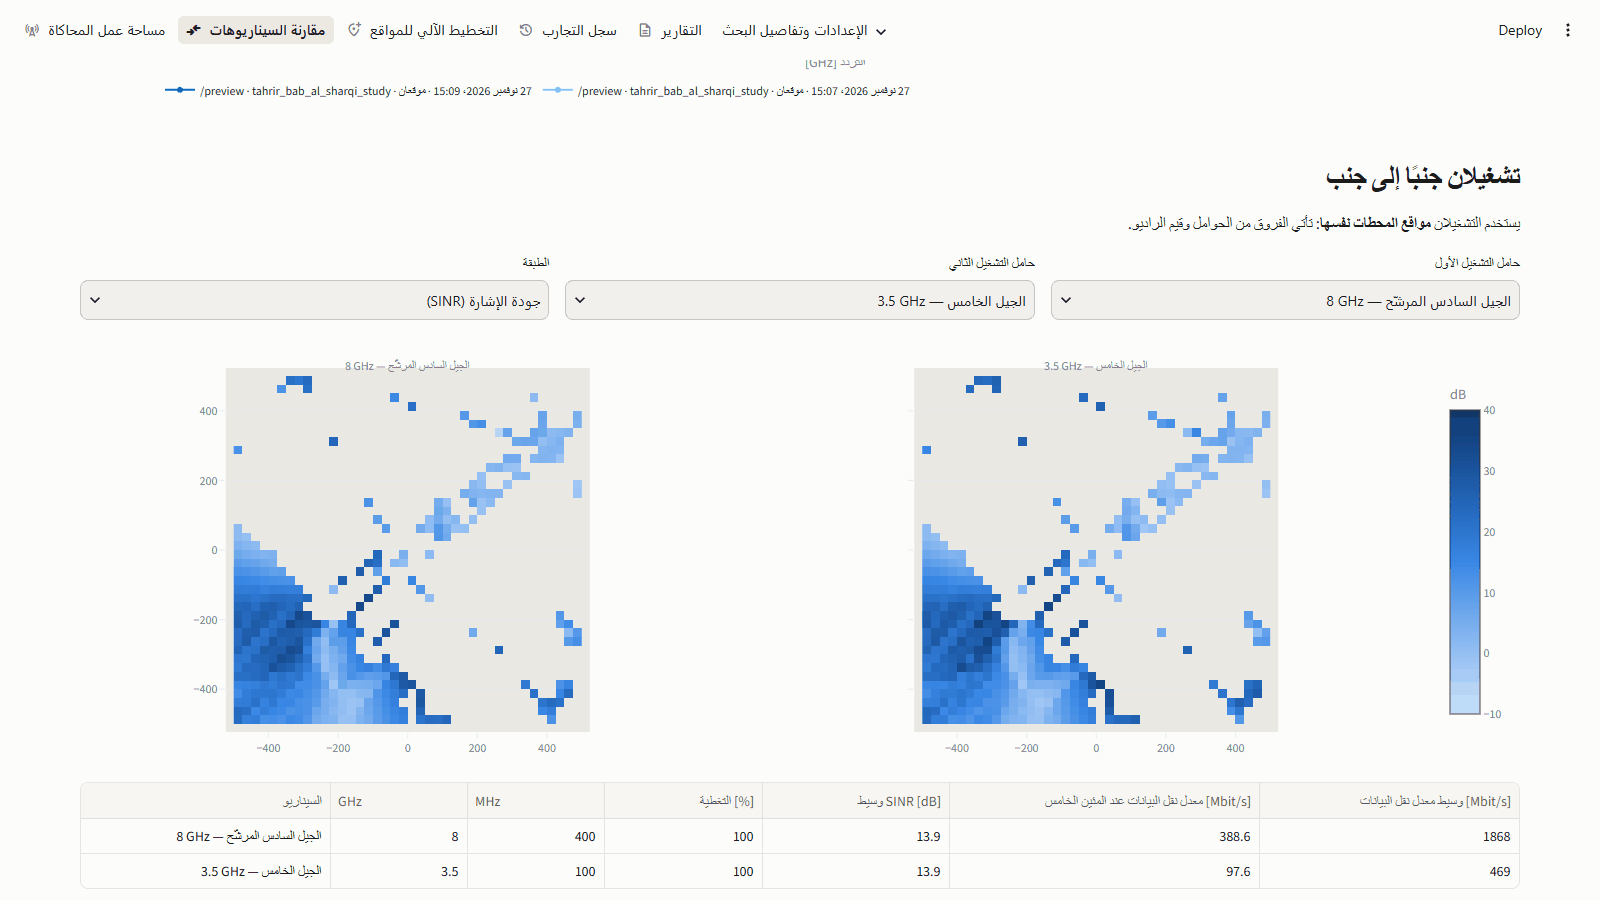 مساحة عمل المحاكاة
مقارنة السيناريوهات
التخطيط الآلي للمواقع
سجل التجارب
التقارير
الإعدادات وتفاصيل البحث
Deploy
التردد [GHz]
/preview · tahrir_bab_al_sharqi_study · موقعان · 15:09 ،2026 نوفمبر 27
/preview · tahrir_bab_al_sharqi_study · موقعان · 15:07 ،2026 نوفمبر 27
تشغيلان جنبًا إلى جنب
يستخدم التشغيلان مواقع المحطات نفسها: تأتي الفروق من الحوامل وقيم الراديو.
حامل التشغيل الأول
حامل التشغيل الثاني
الطبقة
الجيل السادس المرشّح — 8 GHz
الجيل الخامس — 3.5 GHz
جودة الإشارة (SINR)
الجيل السادس المرشّح — 8 GHz
الجيل الخامس — 3.5 GHz
400
200
0
−200
−400
−400 −200 0 200 400
−400 −200 0 200 400
dB
40
30
20
10
0
−10
السيناريو GHz MHz التغطية [%] وسيط SINR [dB] معدل نقل البيانات عند المئين الخامس [Mbit/s] وسيط معدل نقل البيانات [Mbit/s]
الجيل السادس المرشّح — 8 GHz 8 400 100 13.9 388.6 1868
الجيل الخامس — 3.5 GHz 3.5 100 100 13.9 97.6 469